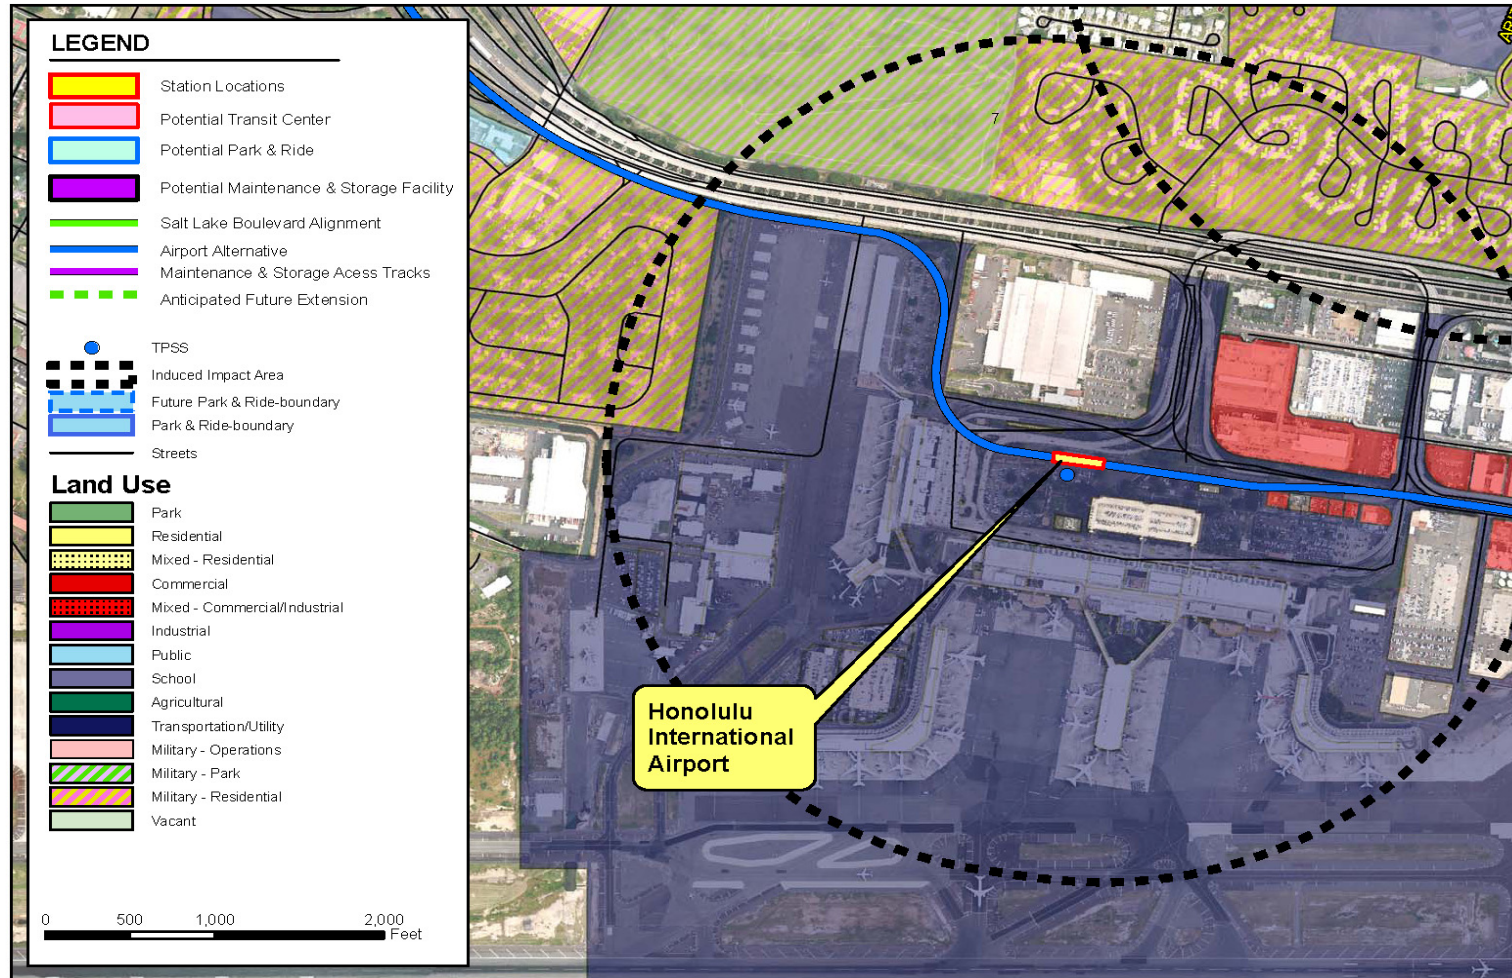 LEGEND
Station Locations
Potential Transit Center
Potential Park & Ride
Potential Maintenance & Storage Facility
Salt Lake Boulevard Alignment
Airport Alternative
Maintenance & Storage Acess Tracks
Anticipated Future Extension
TPSS
Induced Impact Area
Future Park & Ride-boundary
Park & Ride-boundary
Streets
Land Use
Park
Residential
Mixed - Residential
Commercial
Mixed - Commercial/Industrial
Industrial
Public
School
Agricultural
Transportation/Utility
Military - Operations
Military - Park
Military - Residential
Vacant
0 500 1,000 2,000
Feet
7
Honolulu
International
Airport